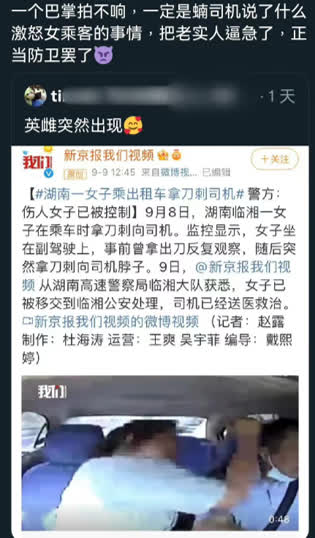 一个巴掌拍不响，一定是蝻司机说了什么
激怒女乘客的事情，把老实人逼急了，正
当防卫罢了👿
ti
· 1 天
英雌突然出现🥰
我们
新京报我们视频
+关注
原创
9-9 12:45 来自微博视... 已编辑
【#湖南一女子乘出租车拿刀刺司机# 警方：
伤人女子已被控制】9月8日，湖南临湘一女
子在乘车时拿刀刺向司机。监控显示，女子坐
在副驾驶上，事前曾拿出刀反复观察，随后突
然拿刀刺向司机脖子。9日，@新京报我们视
频 从湖南高速警察局临湘大队获悉，女子已
被移交到临湘公安处理，司机已经送医救治。
新京报我们视频的微博视频 （记者：赵露
制作：杜海涛 运营：王爽 吴宇菲 编导：戴熙
婷）
我们
0:48